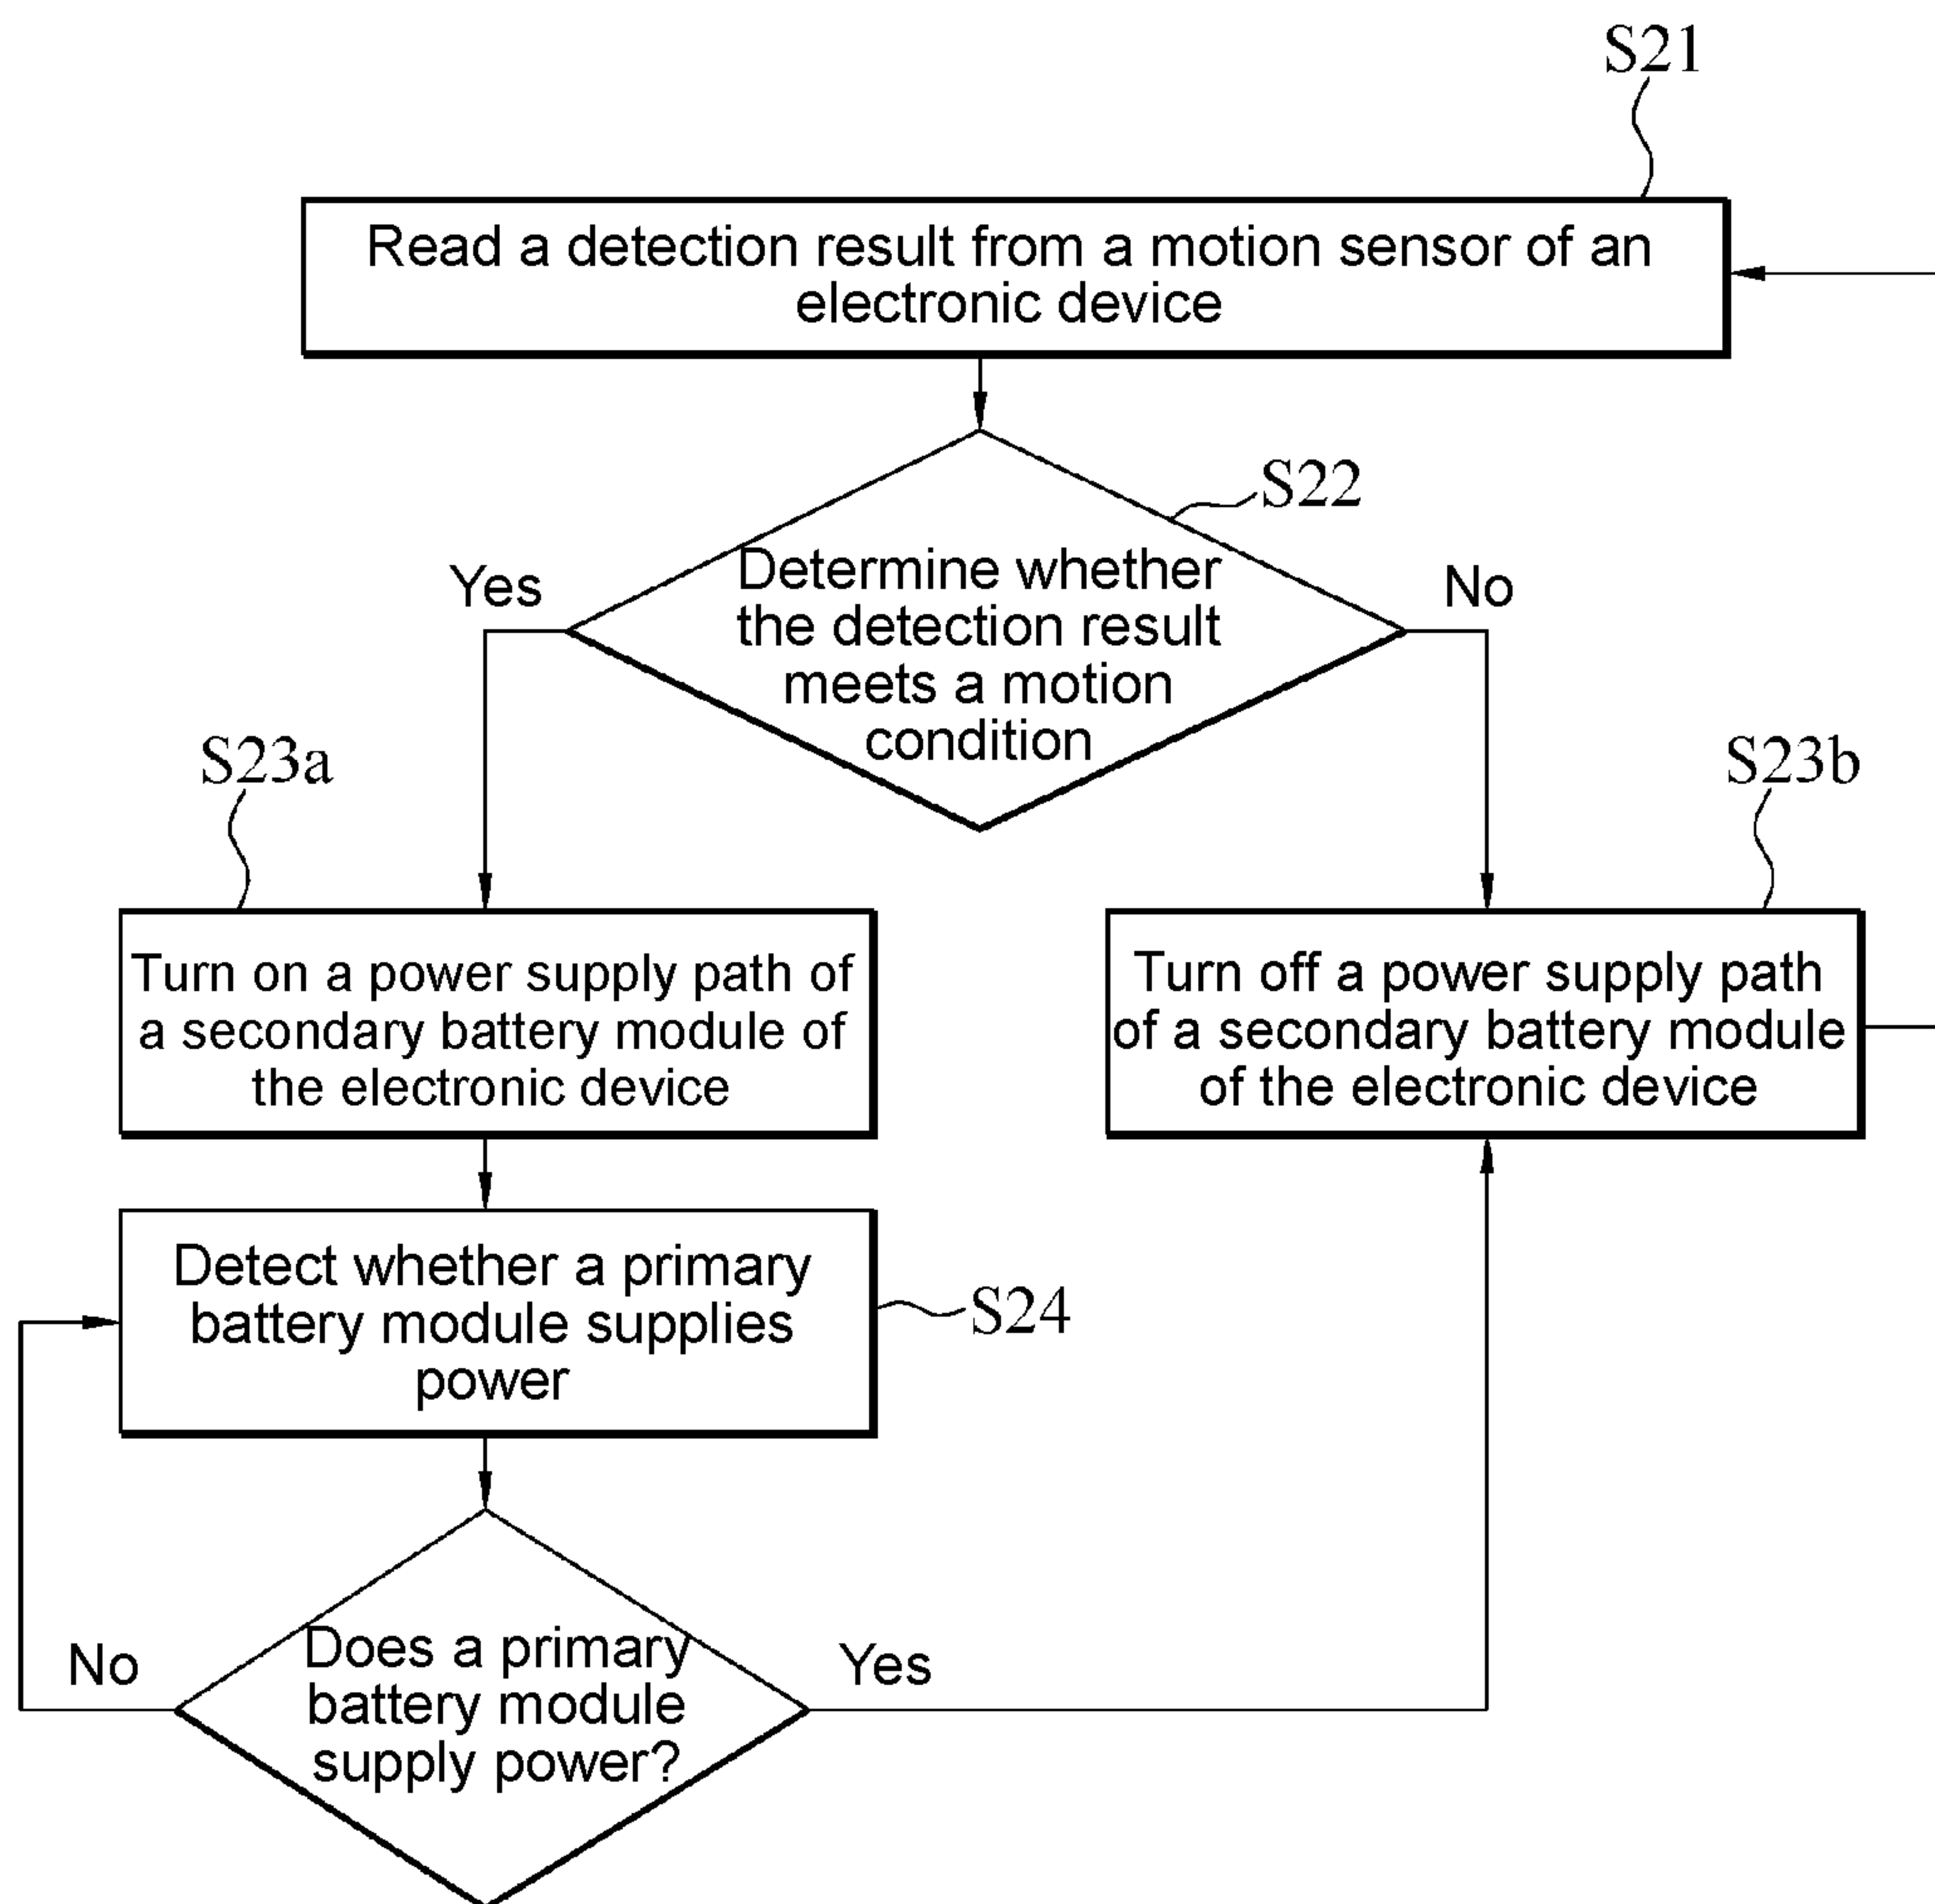 S21
Read a detection result from a motion sensor of an
electronic device
S22
Yes
No
Determine whether
the detection result
meets a motion
condition
S23a
S23b
Turn on a power supply path of
a secondary battery module of
the electronic device
Turn off a power supply path
of a secondary battery module
of the electronic device
Detect whether a primary
battery module supplies
power
S24
No
Yes
Does a primary
battery module
supply power?